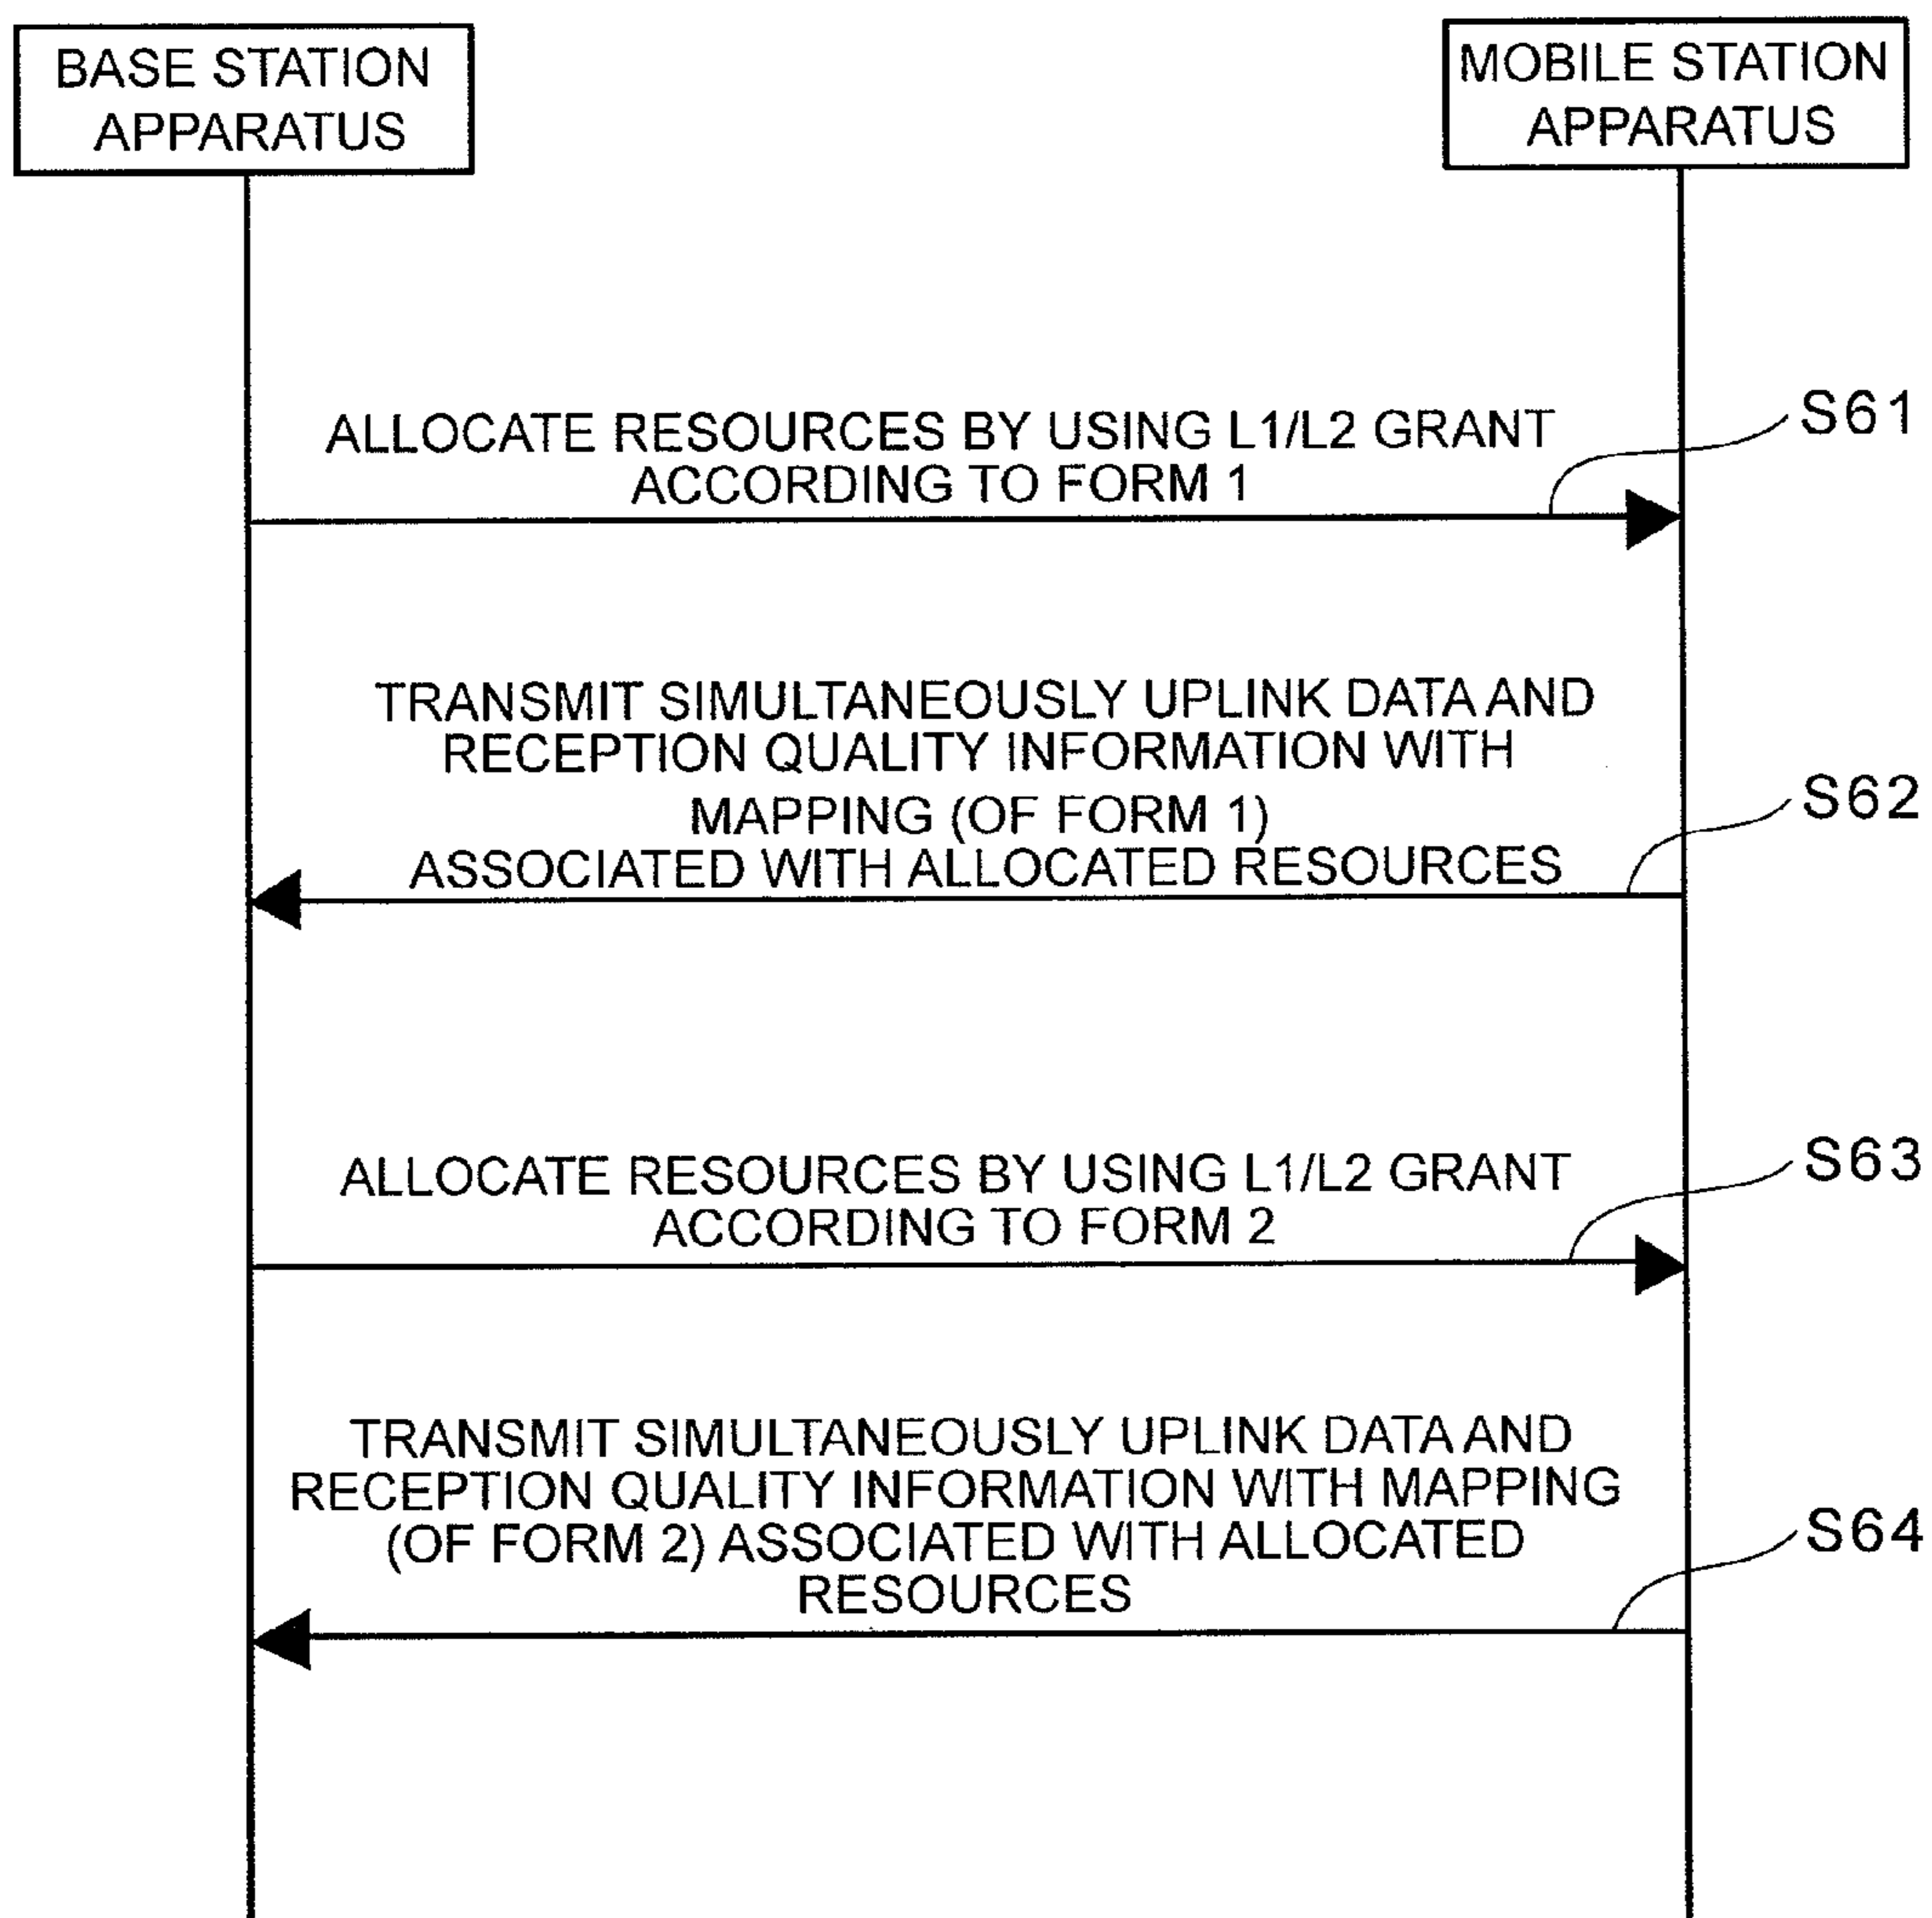 BASE STATION
APPARATUS
MOBILE STATION
APPARATUS
ALLOCATE RESOURCES BY USING L1/L2 GRANT
ACCORDING TO FORM 1
S61
TRANSMIT SIMULTANEOUSLY UPLINK DATA AND
RECEPTION QUALITY INFORMATION WITH
MAPPING (OF FORM 1)
ASSOCIATED WITH ALLOCATED RESOURCES
S62
ALLOCATE RESOURCES BY USING L1/L2 GRANT
ACCORDING TO FORM 2
S63
TRANSMIT SIMULTANEOUSLY UPLINK DATA AND
RECEPTION QUALITY INFORMATION WITH MAPPING
(OF FORM 2) ASSOCIATED WITH ALLOCATED
RESOURCES
S64